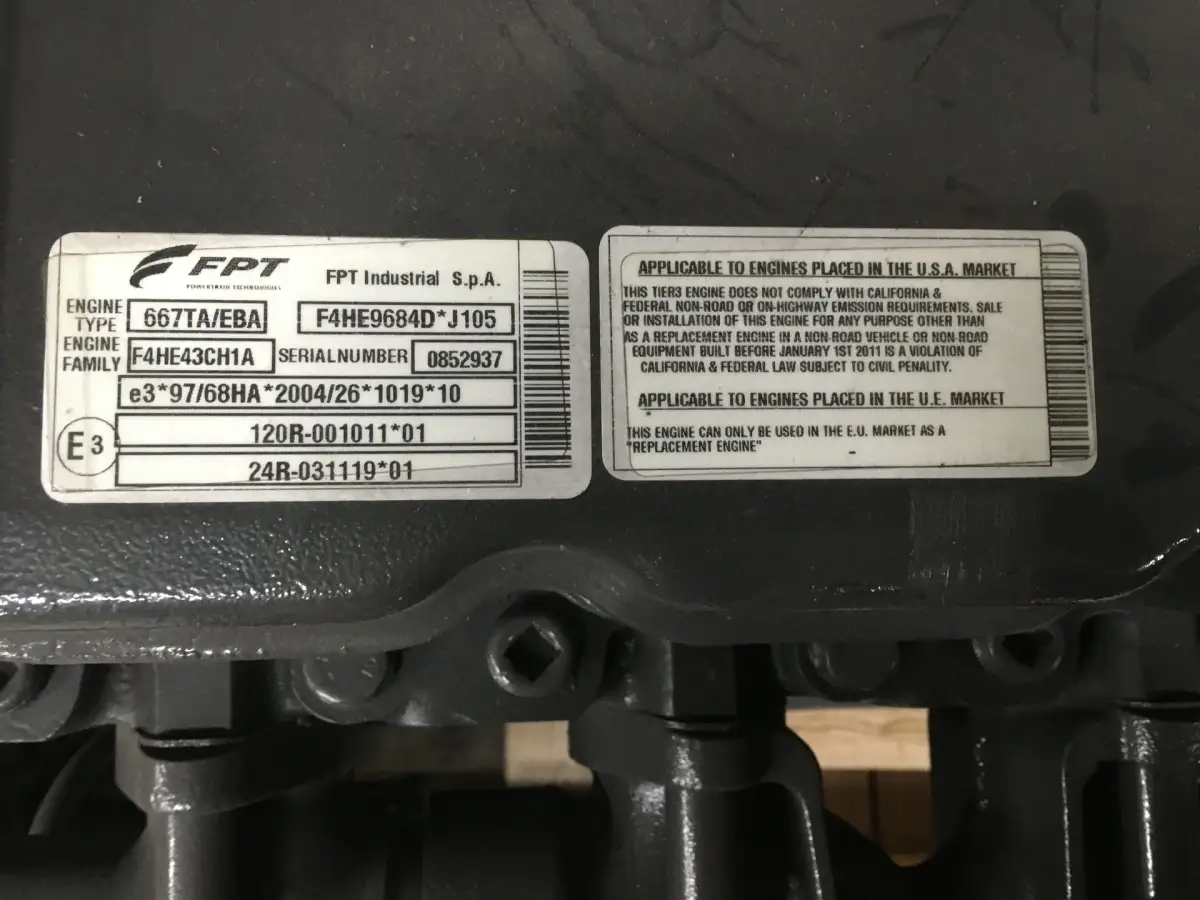 FPT
POWERTRAIN TECHNOLOGIES
FPT Industrial S.p.A.
ENGINE TYPE 667TA/EBA F4HE9684D*J105
ENGINE FAMILY F4HE43CH1A SERIAL NUMBER 0852937
e3*97/68HA*2004/26*1019*10
E3 120R-001011*01
24R-031119*01
APPLICABLE TO ENGINES PLACED IN THE U.S.A. MARKET
THIS TIER3 ENGINE DOES NOT COMPLY WITH CALIFORNIA &
FEDERAL NON-ROAD OR ON-HIGHWAY EMISSION REQUIREMENTS. SALE
OR INSTALLATION OF THIS ENGINE FOR ANY PURPOSE OTHER THAN
AS A REPLACEMENT ENGINE IN A NON-ROAD VEHICLE OR NON-ROAD
EQUIPMENT BUILT BEFORE JANUARY 1ST 2011 IS A VIOLATION OF
CALIFORNIA & FEDERAL LAW SUBJECT TO CIVIL PENALITY.
APPLICABLE TO ENGINES PLACED IN THE U.E. MARKET
THIS ENGINE CAN ONLY BE USED IN THE E.U. MARKET AS A
"REPLACEMENT ENGINE"